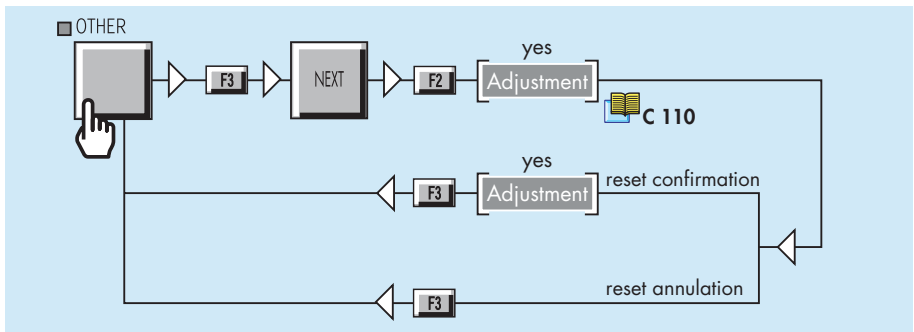 OTHER
F3
NEXT
F2
yes
Adjustment
C 110
F3
yes
Adjustment
reset confirmation
F3
reset annulation